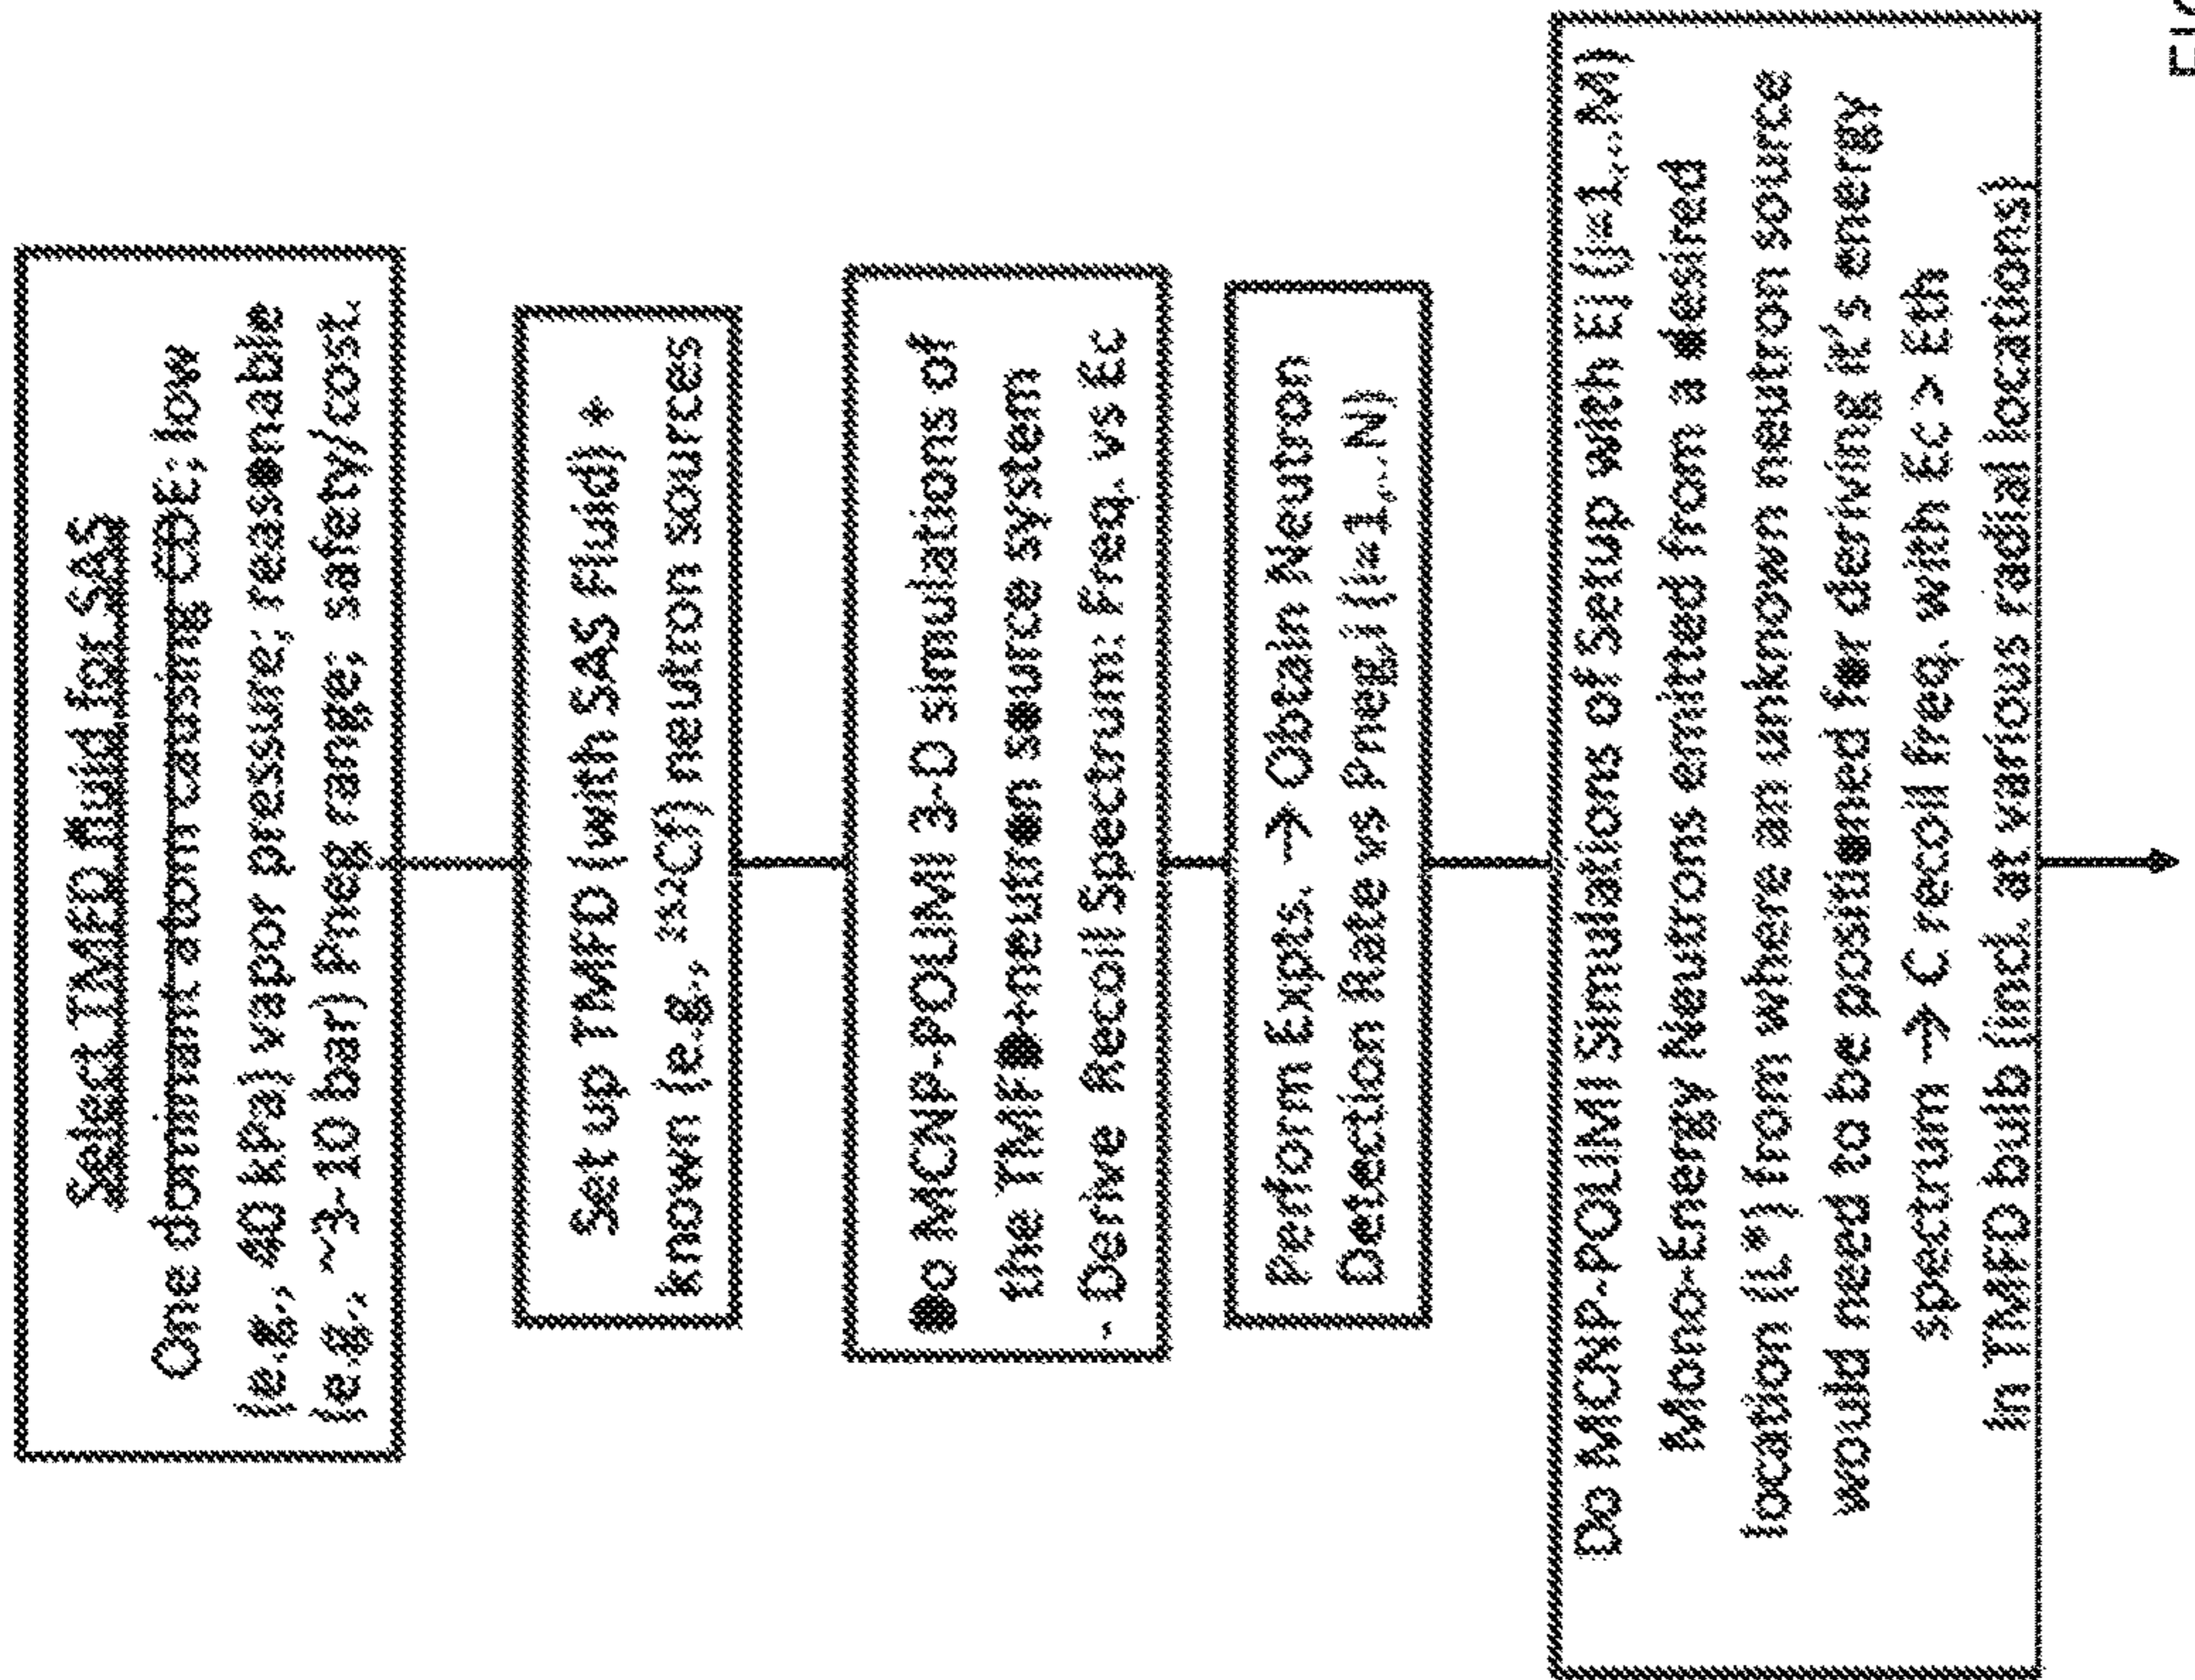 Select TMFD fluid for SAS
One dominant atom causing CDE; low
(e.g., 40 kPa) vapor pressure; reasonable
(e.g., ~3-10 bar) Pneg range; safety/cost.
Set up TMFD (with SAS Fluid) +
known (e.g., ²⁵²Cf) neutron sources
Do MCNP-POLIMI 3-D simulations of
the TMFD+neutron source system
- Derive Recoil Spectrum: Freq. vs Ec
Perform Expts. → Obtain Neutron
Detection Rate vs Pneg,i (i=1,..N)
Do MCNP-POLIMI Simulations of Setup with Ej (j=1,..M)
Mono-Energy Neutrons emitted from a desired
location (L*) from where an unknown neutron source
would need to be positioned for deriving it's energy
spectrum → C recoil freq. with Ec > Eth
in TMFD bulb (incl. at various radial locations)